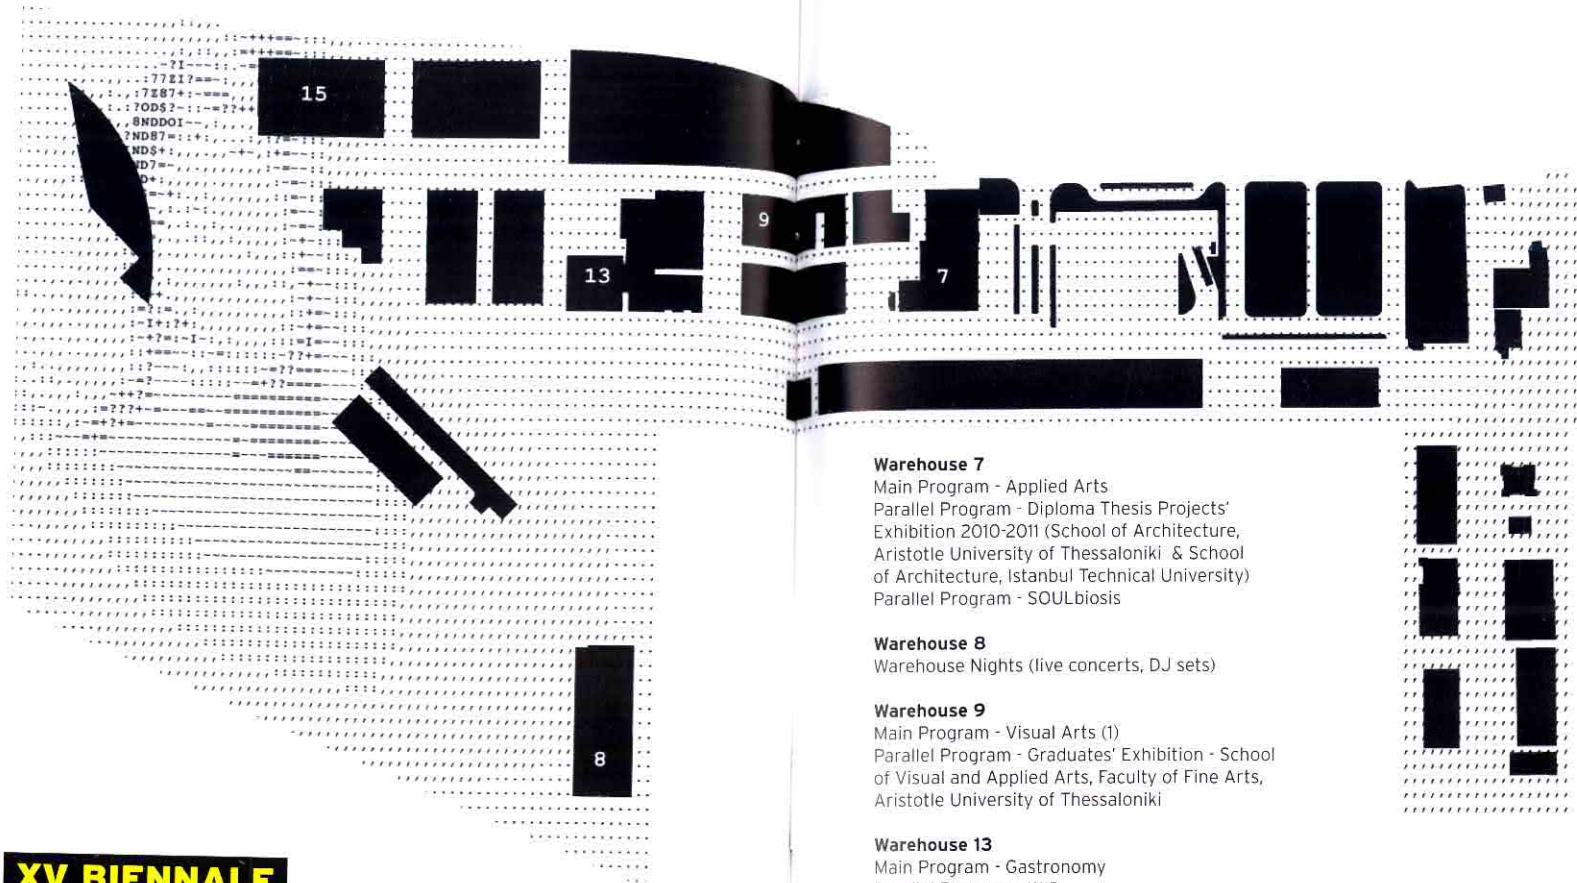 15
9
13
7
8
Warehouse 7
Main Program - Applied Arts
Parallel Program - Diploma Thesis Projects'
Exhibition 2010-2011 (School of Architecture,
Aristotle University of Thessaloniki & School
of Architecture, Istanbul Technical University)
Parallel Program - SOULbiosis
Warehouse 8
Warehouse Nights (live concerts, DJ sets)
Warehouse 9
Main Program - Visual Arts (1)
Parallel Program - Graduates' Exhibition - School
of Visual and Applied Arts, Faculty of Fine Arts,
Aristotle University of Thessaloniki
Warehouse 13
Main Program - Gastronomy
XV BIENNALE